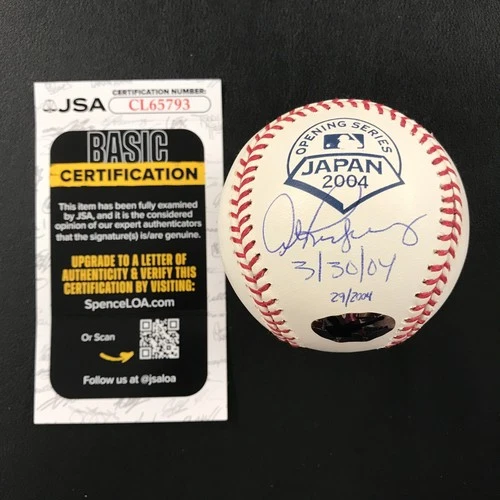 CERTIFICATION NUMBER:
JSA CL65793
BASIC
CERTIFICATION
This item has been fully examined
by JSA, and it is the considered
opinion of our expert authenticators
that the signature(s) is/are genuine.
UPGRADE TO A LETTER OF
AUTHENTICITY & VERIFY THIS
CERTIFICATION BY VISITING:
SpenceLOA.com
Or Scan
Follow us at @jsaloa
OPENING SERIES
JAPAN
2004
3/30/04
29/2004